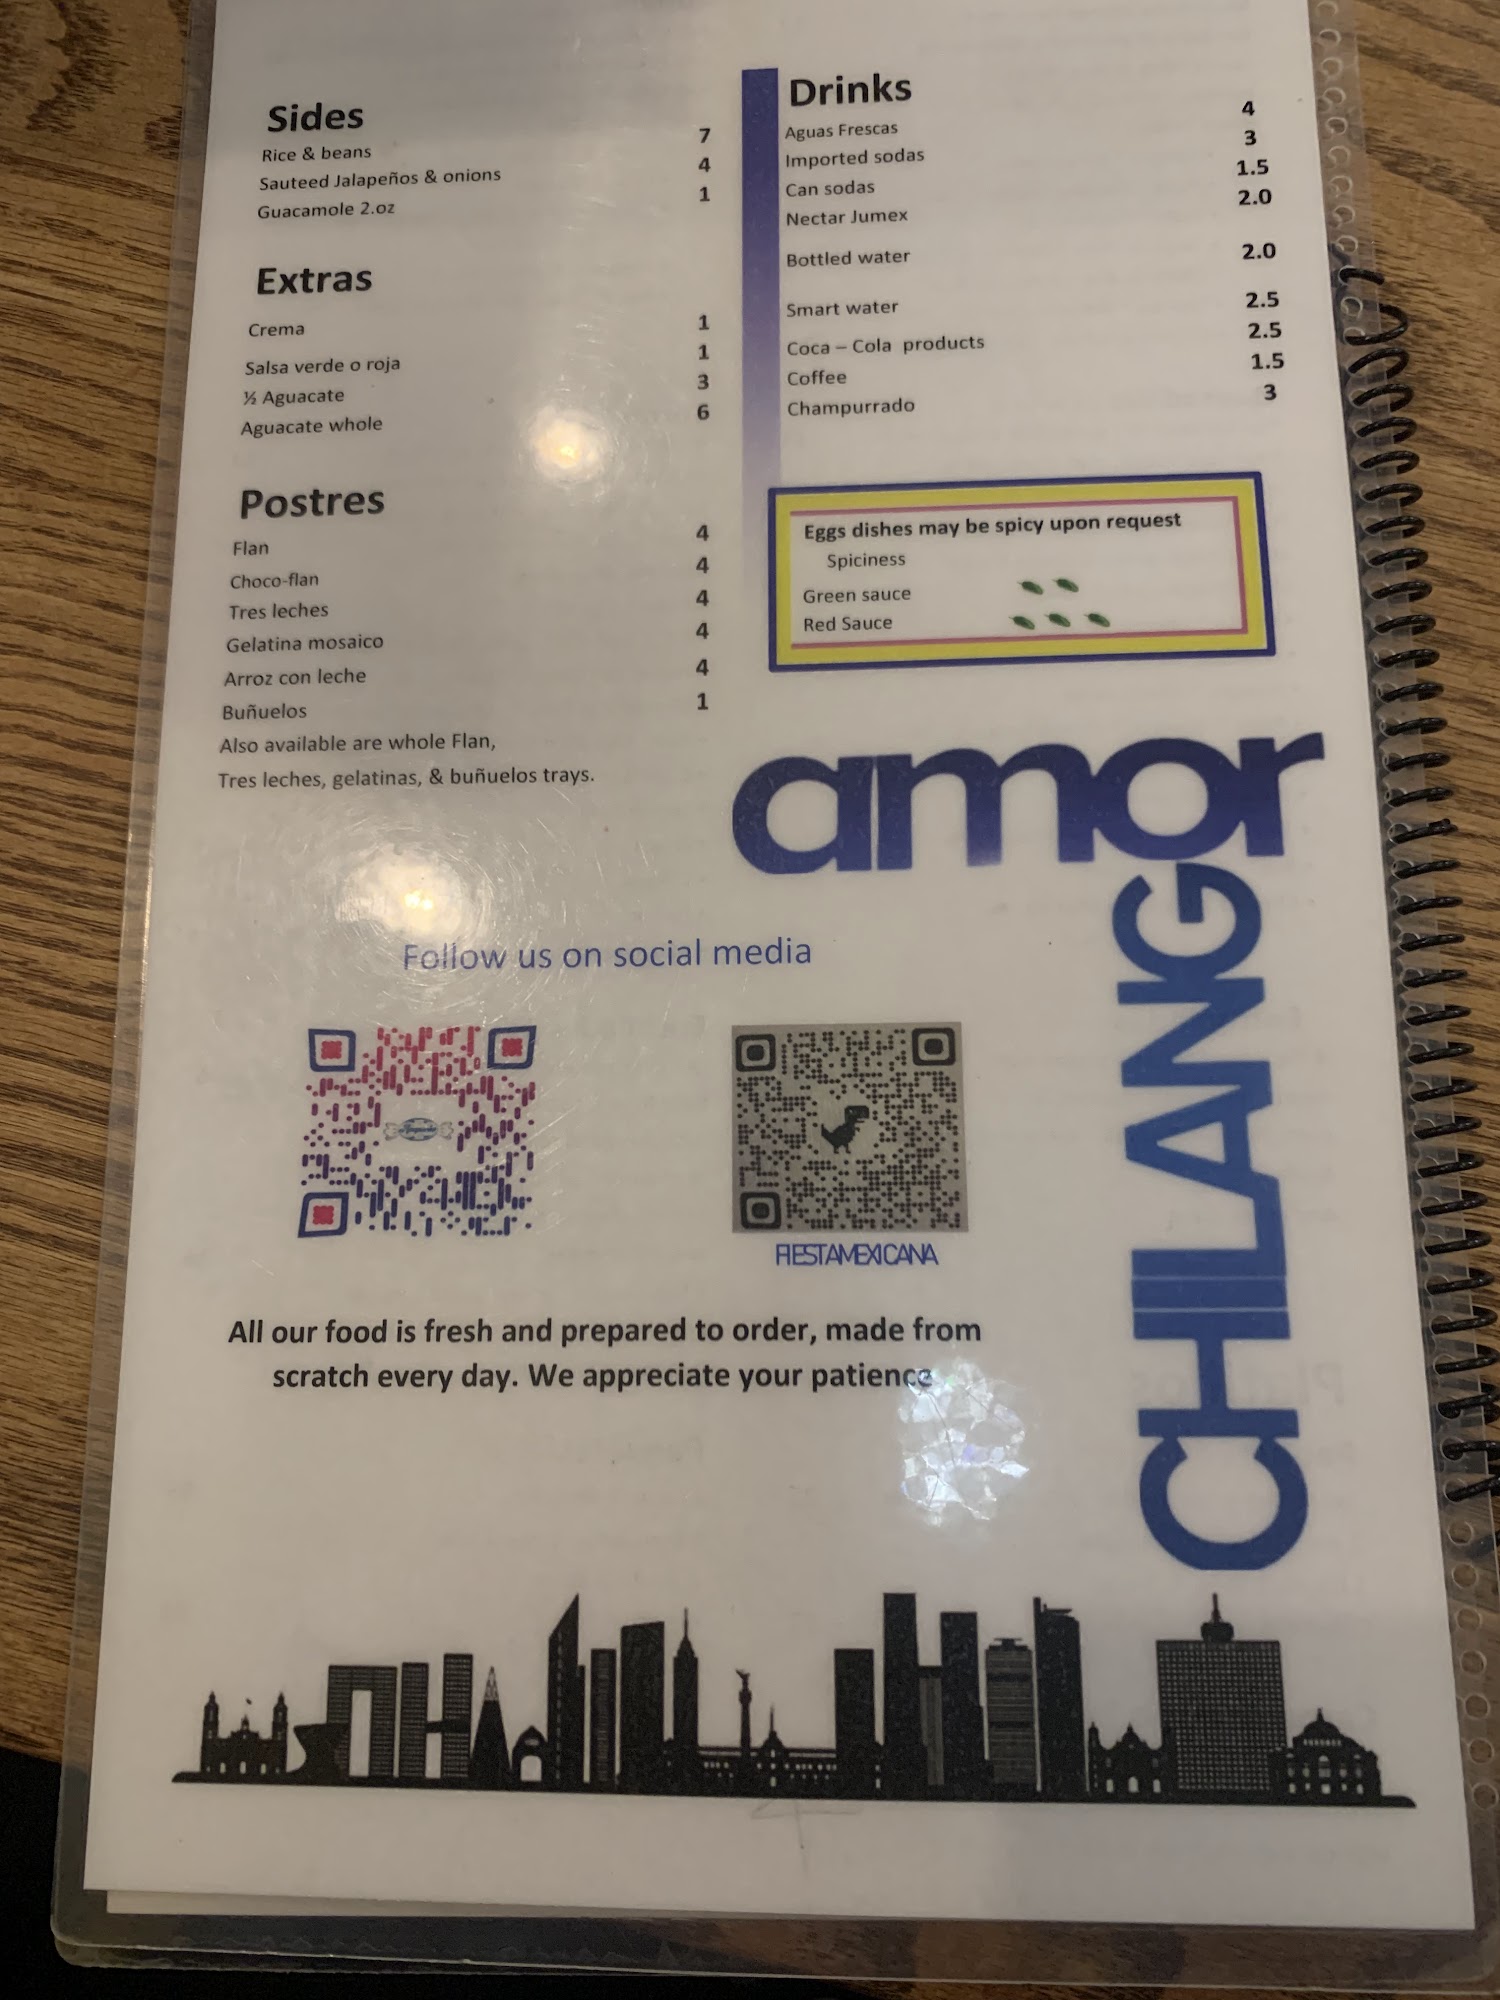 Sides
Rice & beans 7
Sauteed Jalapeños & onions 4
Guacamole 2.oz 1
Extras
Crema 1
Salsa verde o roja 1
½ Aguacate 3
Aguacate whole 6
Postres
Flan 4
Choco-flan 4
Tres leches 4
Gelatina mosaico 4
Arroz con leche 4
Buñuelos 1
Also available are whole Flan,
Tres leches, gelatinas, & buñuelos trays.
Drinks
Aguas Frescas 4
Imported sodas 3
Can sodas 1.5
Nectar Jumex 2.0
Bottled water 2.0
Smart water 2.5
Coca – Cola products 2.5
Coffee 1.5
Champurrado 3
Eggs dishes may be spicy upon request
Spiciness
Green sauce
Red Sauce
amor
CHILANGO
Follow us on social media
FIESTAMEXICANA
All our food is fresh and prepared to order, made from
scratch every day. We appreciate your patience